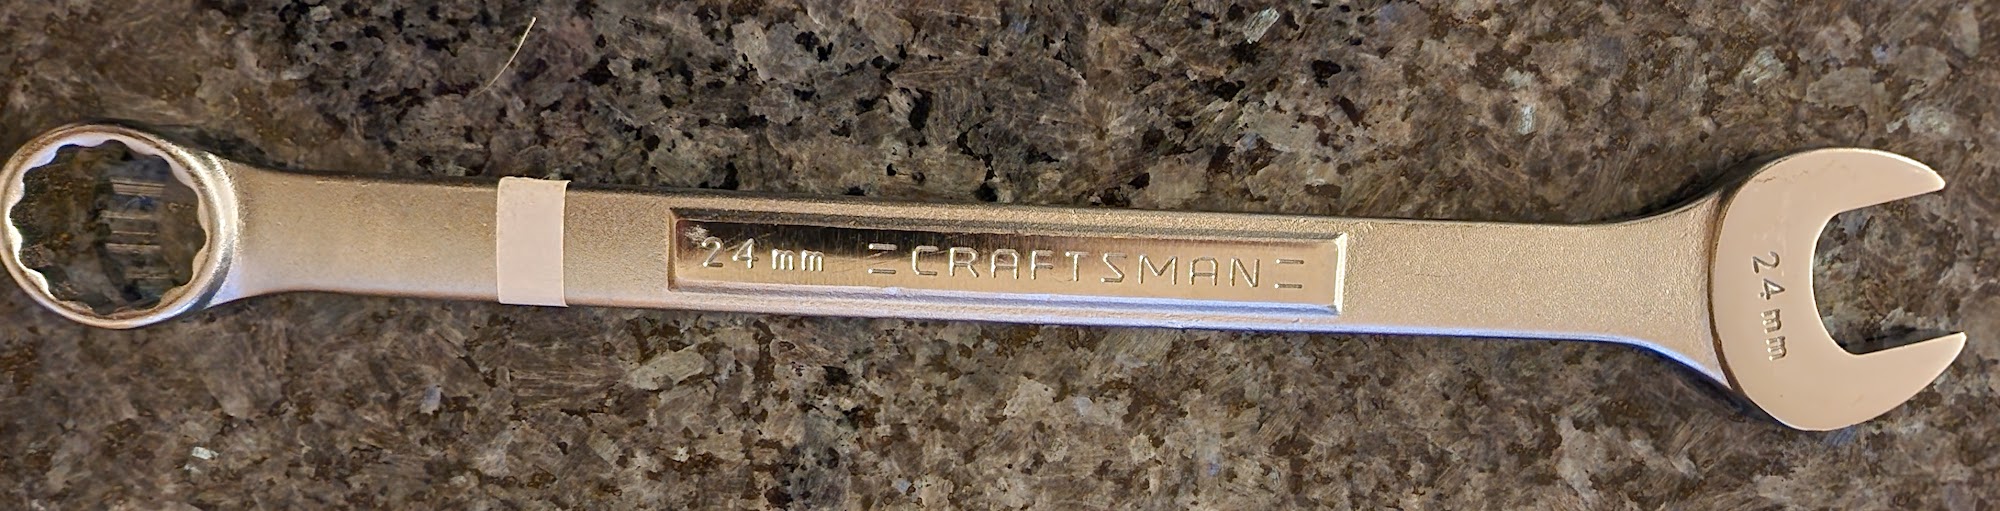 24mm =CRAFTSMAN=
24mm